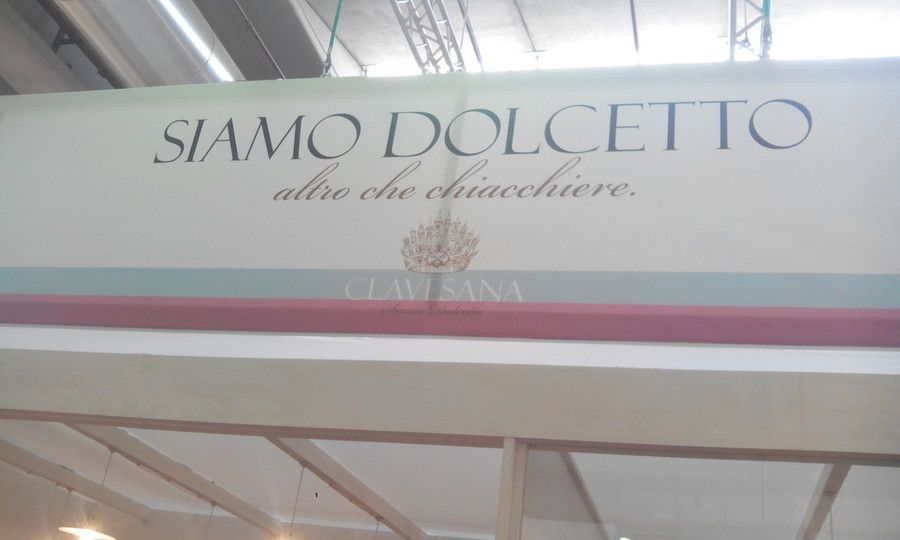 SIAMO DOLCETTO
altro che chiacchiere.
CLAVESANA
Siamo Dolcetto